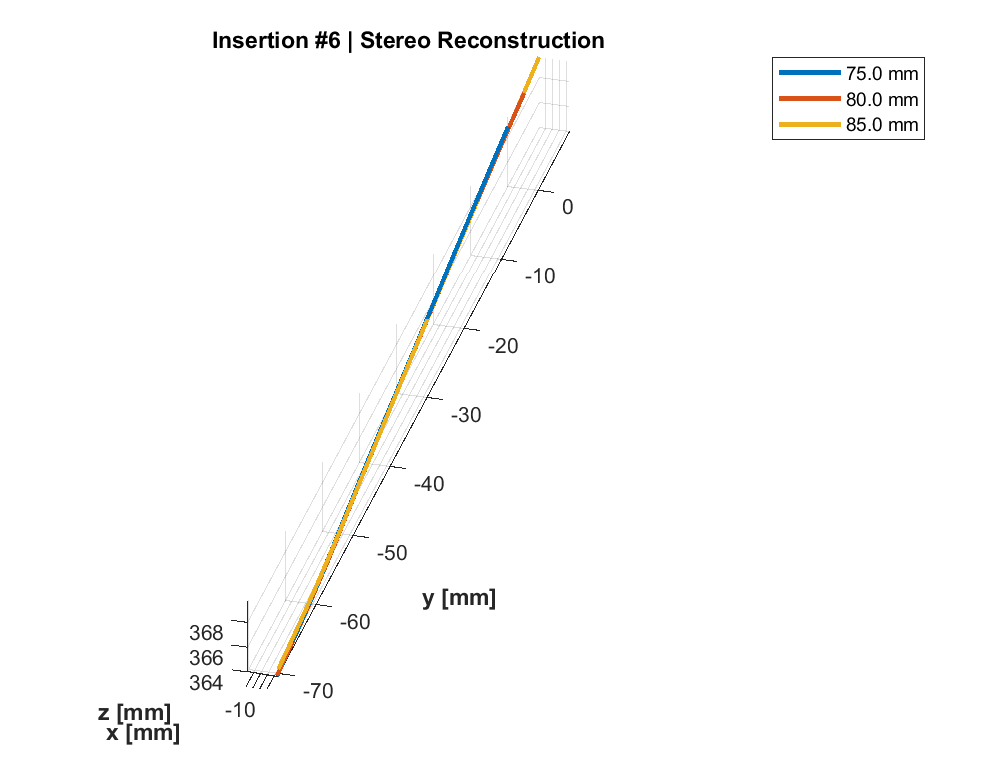 Insertion #6 | Stereo Reconstruction
75.0 mm
80.0 mm
85.0 mm
0
-10
-20
-30
-40
-50
y [mm]
-60
368
366
364
-70
-10
z [mm]
x [mm]